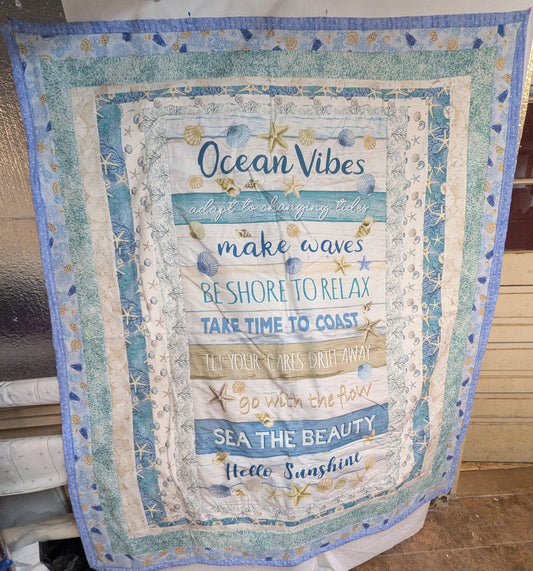 Ocean Vibes
adapt to changing tides
make waves
BE SHORE TO RELAX
TAKE TIME TO COAST
LET YOUR CARES DRIFT AWAY
go with the flow
SEA THE BEAUTY
Hello Sunshine